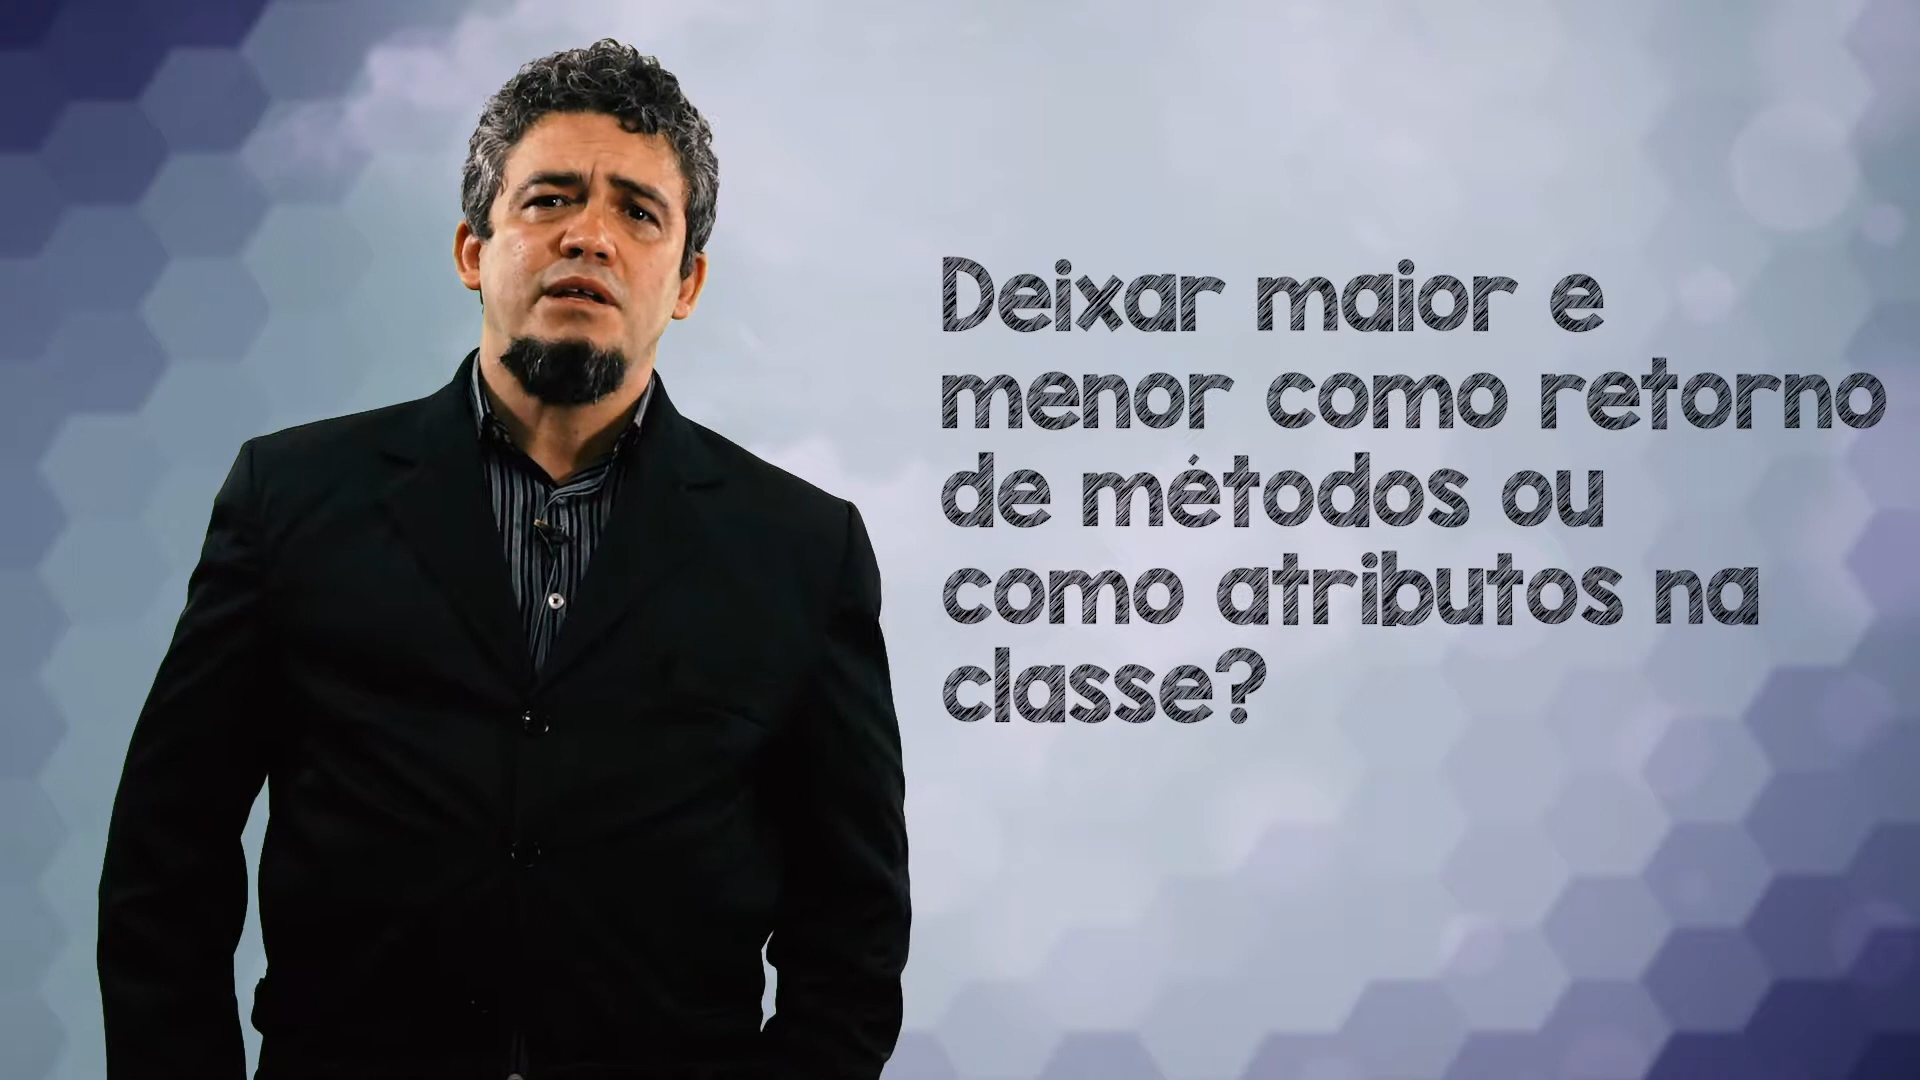 Deixar maior e
menor como retorno
de métodos ou
como atributos na
classe?